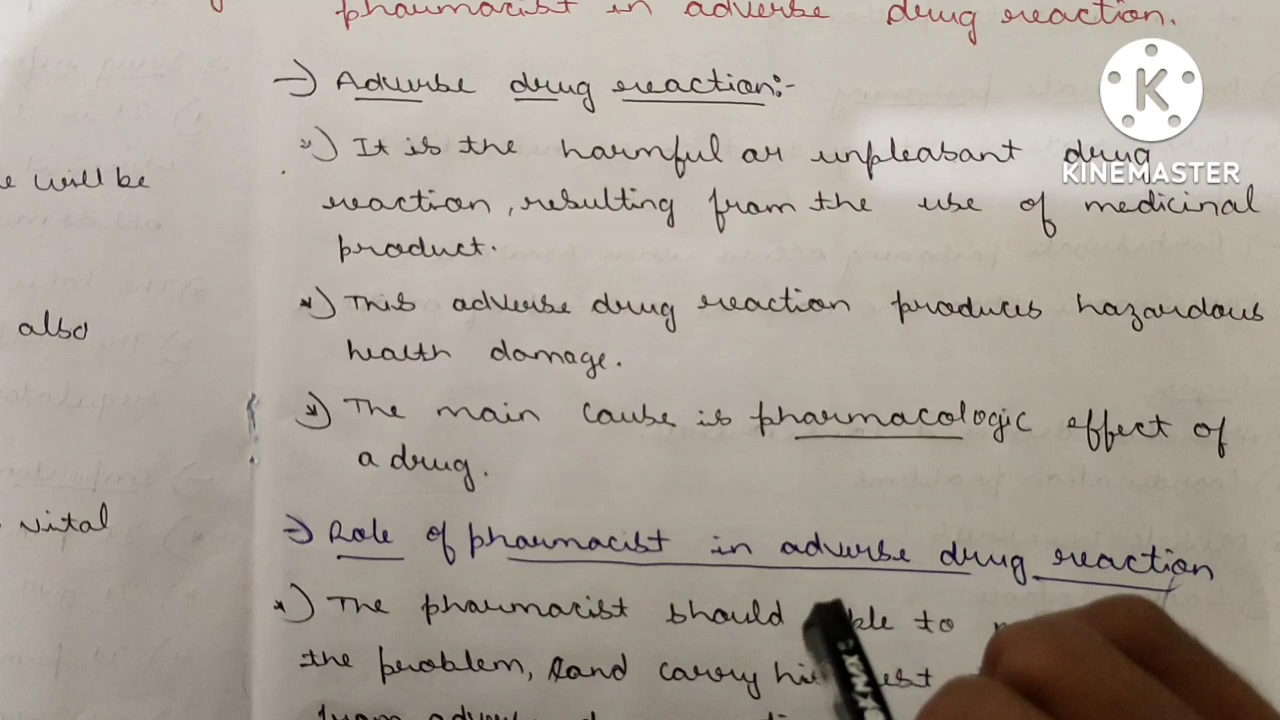 pharmacist in adverse drug reaction.
→ Adverse drug reaction:-
*) It is the harmful or unpleasant drug
reaction, resulting from the use of medicinal
product.
*) This adverse drug reaction produces hazardous
health damage.
*) The main cause is pharmacologic effect of
a drug.
→ Role of pharmacist in adverse drug reaction
*) The pharmacist should to
the problem, and carry
from
will be
also
vital
K
KINEMASTER